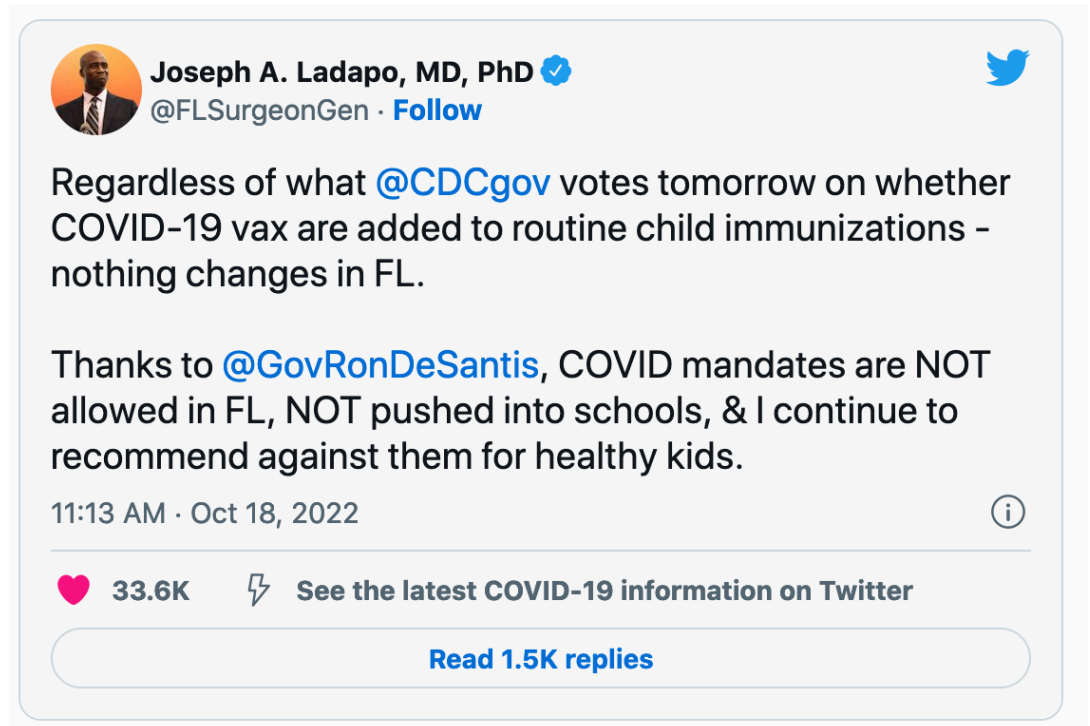 Joseph A. Ladapo, MD, PhD
@FLSurgeonGen · Follow
Regardless of what @CDCgov votes tomorrow on whether
COVID-19 vax are added to routine child immunizations -
nothing changes in FL.
Thanks to @GovRonDeSantis, COVID mandates are NOT
allowed in FL, NOT pushed into schools, & I continue to
recommend against them for healthy kids.
11:13 AM · Oct 18, 2022
33.6K See the latest COVID-19 information on Twitter
Read 1.5K replies